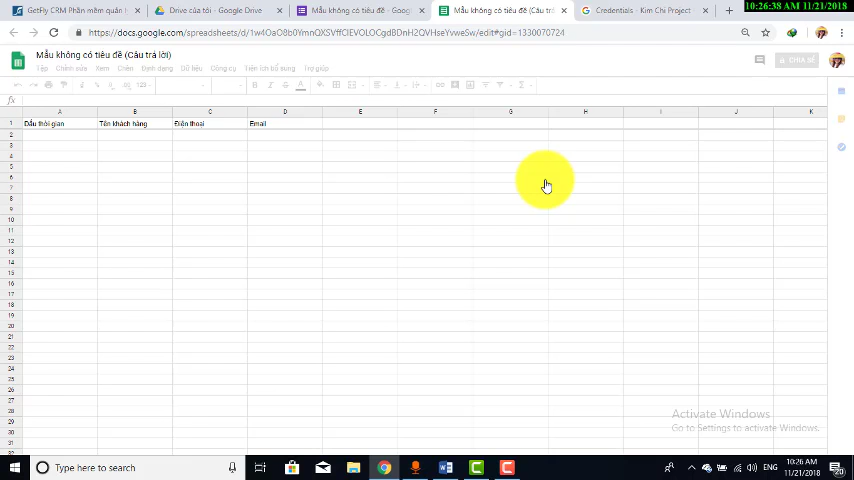 GetFly CRM Phần mềm quản l
Drive của tôi - Google Drive
Mẫu không có tiêu đề - Goog
Mẫu không có tiêu đề (Câu trả
Credentials - Kim Chi Project
10:26:38 AM 11/21/2018
https://docs.google.com/spreadsheets/d/
Mẫu không có tiêu đề (Câu trả lời)
CHIA SẺ
Tệp Chỉnh sửa Xem Chèn Định dạng Dữ liệu Công cụ Tiện ích bổ sung Trợ giúp
123
fx
A B C D E F G H I J K
1 Dấu thời gian Tên khách hàng Điện thoại Email
2
3
4
5
6
7
8
9
10
11
12
13
14
15
16
17
18
19
20
21
22
23
24
25
26
27
28
29
30
31
32
Activate Windows
Go to Settings to activate Windows.
Type here to search
ENG
10:26 AM
11/21/2018
20